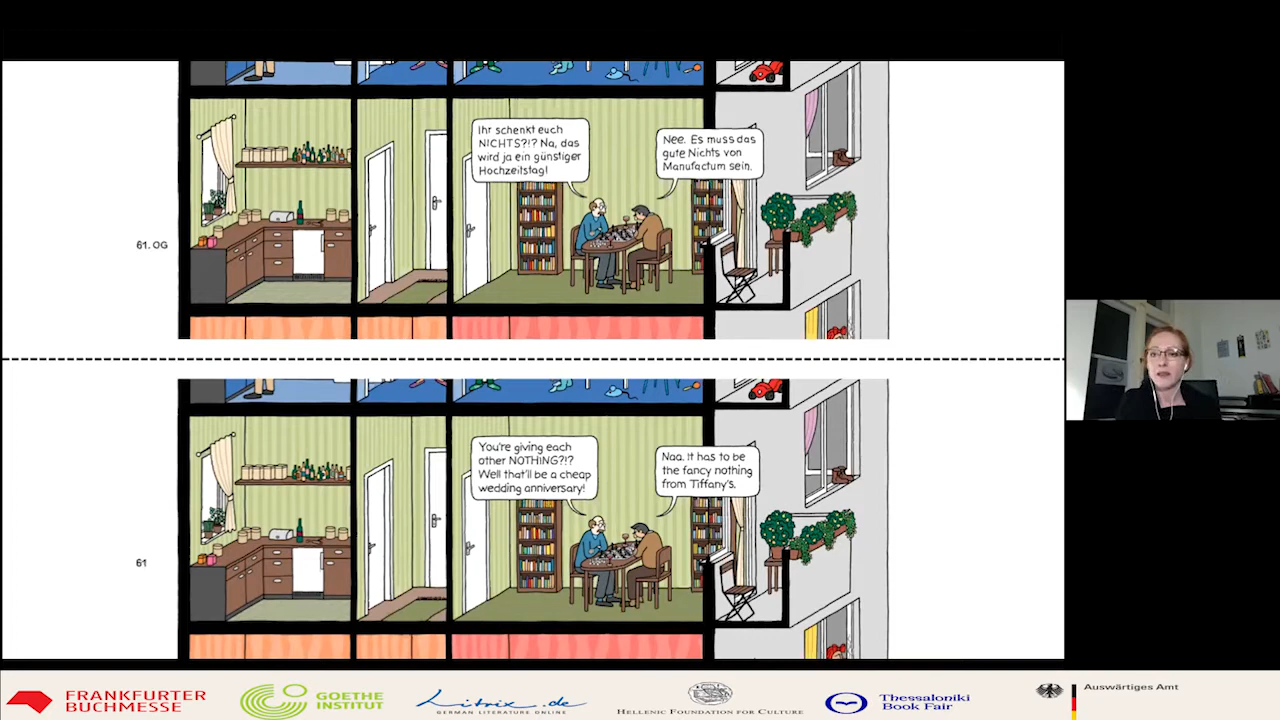 Ihr schenkt euch
NICHTS?!? Na, das
wird ja ein günstiger
Hochzeitstag!
Nee. Es muss das
gute Nichts von
Manufactum sein.
61. OG
You're giving each
other NOTHING?!?
Well that'll be a cheap
wedding anniversary!
Naa. It has to be
the fancy nothing
from Tiffany's.
61
FRANKFURTER
BUCHMESSE
GOETHE
INSTITUT
Litrix.de
GERMAN LITERATURE ONLINE
HELLENIC FOUNDATION FOR CULTURE
Thessaloniki
Book Fair
Auswärtiges Amt